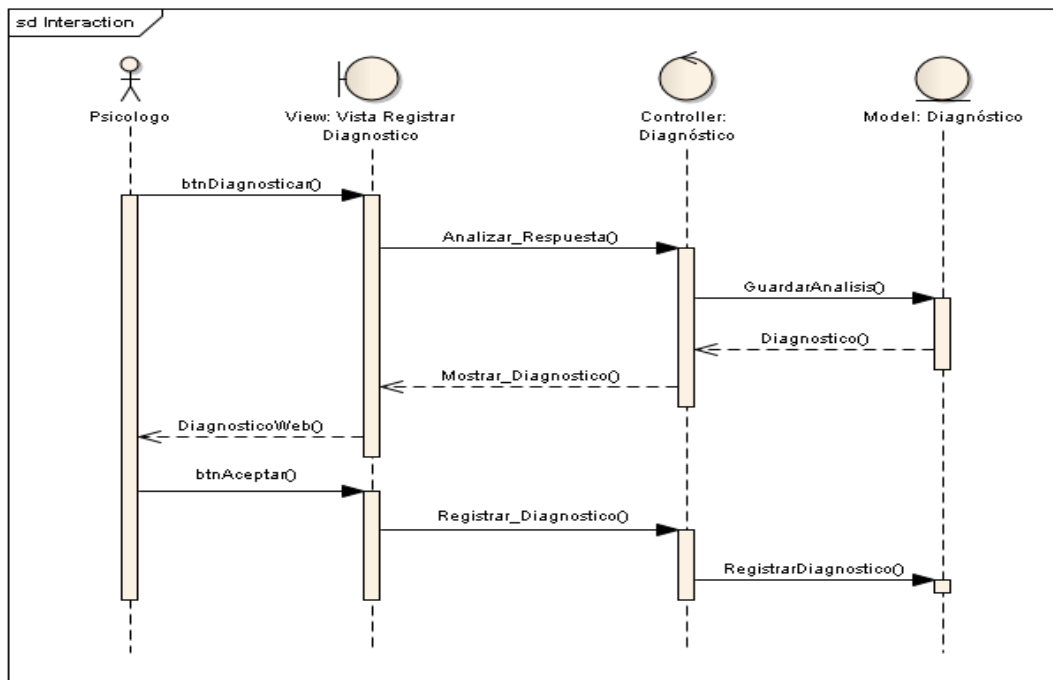 sd Interaction
Psicologo
View: Vista Registrar
Diagnostico
Controller:
Diagnóstico
Model: Diagnóstico
btnDiagnosticar()
Analizar_Respuesta()
GuardarAnalisis()
Diagnostico()
Mostrar_Diagnostico()
DiagnosticoWeb()
btnAceptar()
Registrar_Diagnostico()
RegistrarDiagnostico()